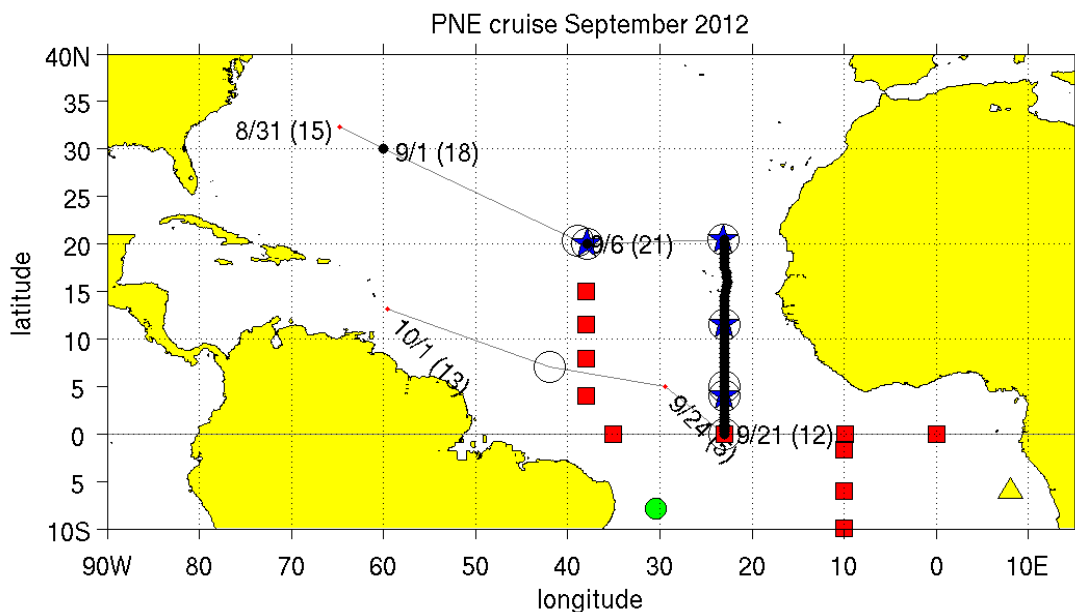 PNE cruise September 2012
40N
35
30
25
20
15
10
5
0
5
10S
latitude
8/31 (15)
9/1 (18)
9/6 (21)
10/1 (13)
9/24 (3)
9/21 (12)
90W 80 70 60 50 40 30 20 10 0 10E
longitude